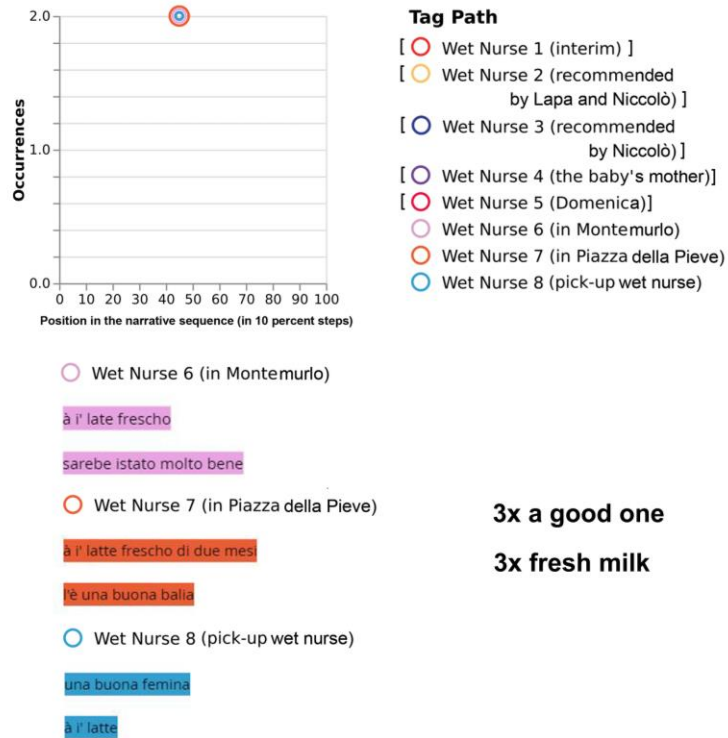 2.0
1.0
0.0
Occurrences
0 10 20 30 40 50 60 70 80 90 100
Position in the narrative sequence (in 10 percent steps)
Tag Path
[ Wet Nurse 1 (interim) ]
[ Wet Nurse 2 (recommended
by Lapa and Niccolò) ]
[ Wet Nurse 3 (recommended
by Niccolò) ]
[ Wet Nurse 4 (the baby's mother)]
[ Wet Nurse 5 (Domenica)]
Wet Nurse 6 (in Montemurlo)
Wet Nurse 7 (in Piazza della Pieve)
Wet Nurse 8 (pick-up wet nurse)
Wet Nurse 6 (in Montemurlo)
à i' late frescho
sarebe istato molto bene
Wet Nurse 7 (in Piazza della Pieve)
à i' latte frescho di due mesi
l'è una buona balia
Wet Nurse 8 (pick-up wet nurse)
una buona femina
à i' latte
3x a good one
3x fresh milk